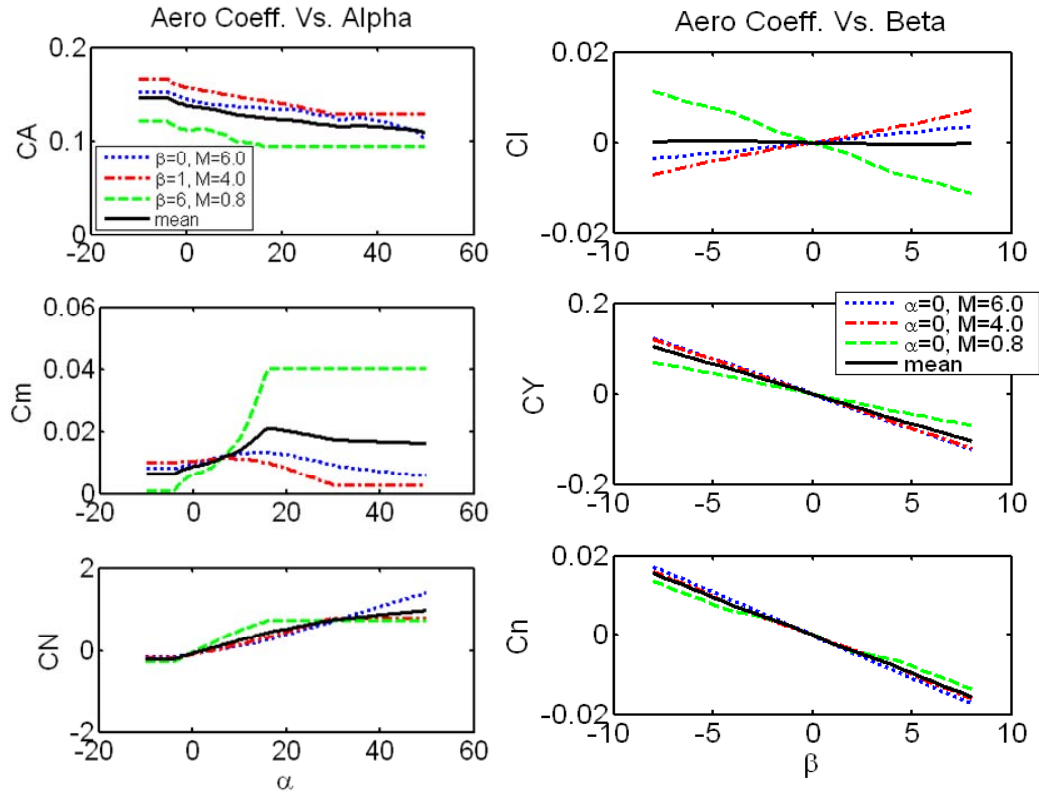 Aero Coeff. Vs. Alpha
0.2
0.1
0
CA
β=0, M=6.0
β=1, M=4.0
β=6, M=0.8
mean
-20 0 20 40 60
0.06
0.04
0.02
0
Cm
-20 0 20 40 60
2
0
-2
CN
-20 0 20 40 60
α
Aero Coeff. Vs. Beta
0.02
0
-0.02
Cl
-10 -5 0 5 10
0.2
0
-0.2
CY
α=0, M=6.0
α=0, M=4.0
α=0, M=0.8
mean
-10 -5 0 5 10
0.02
0
-0.02
Cn
-10 -5 0 5 10
β